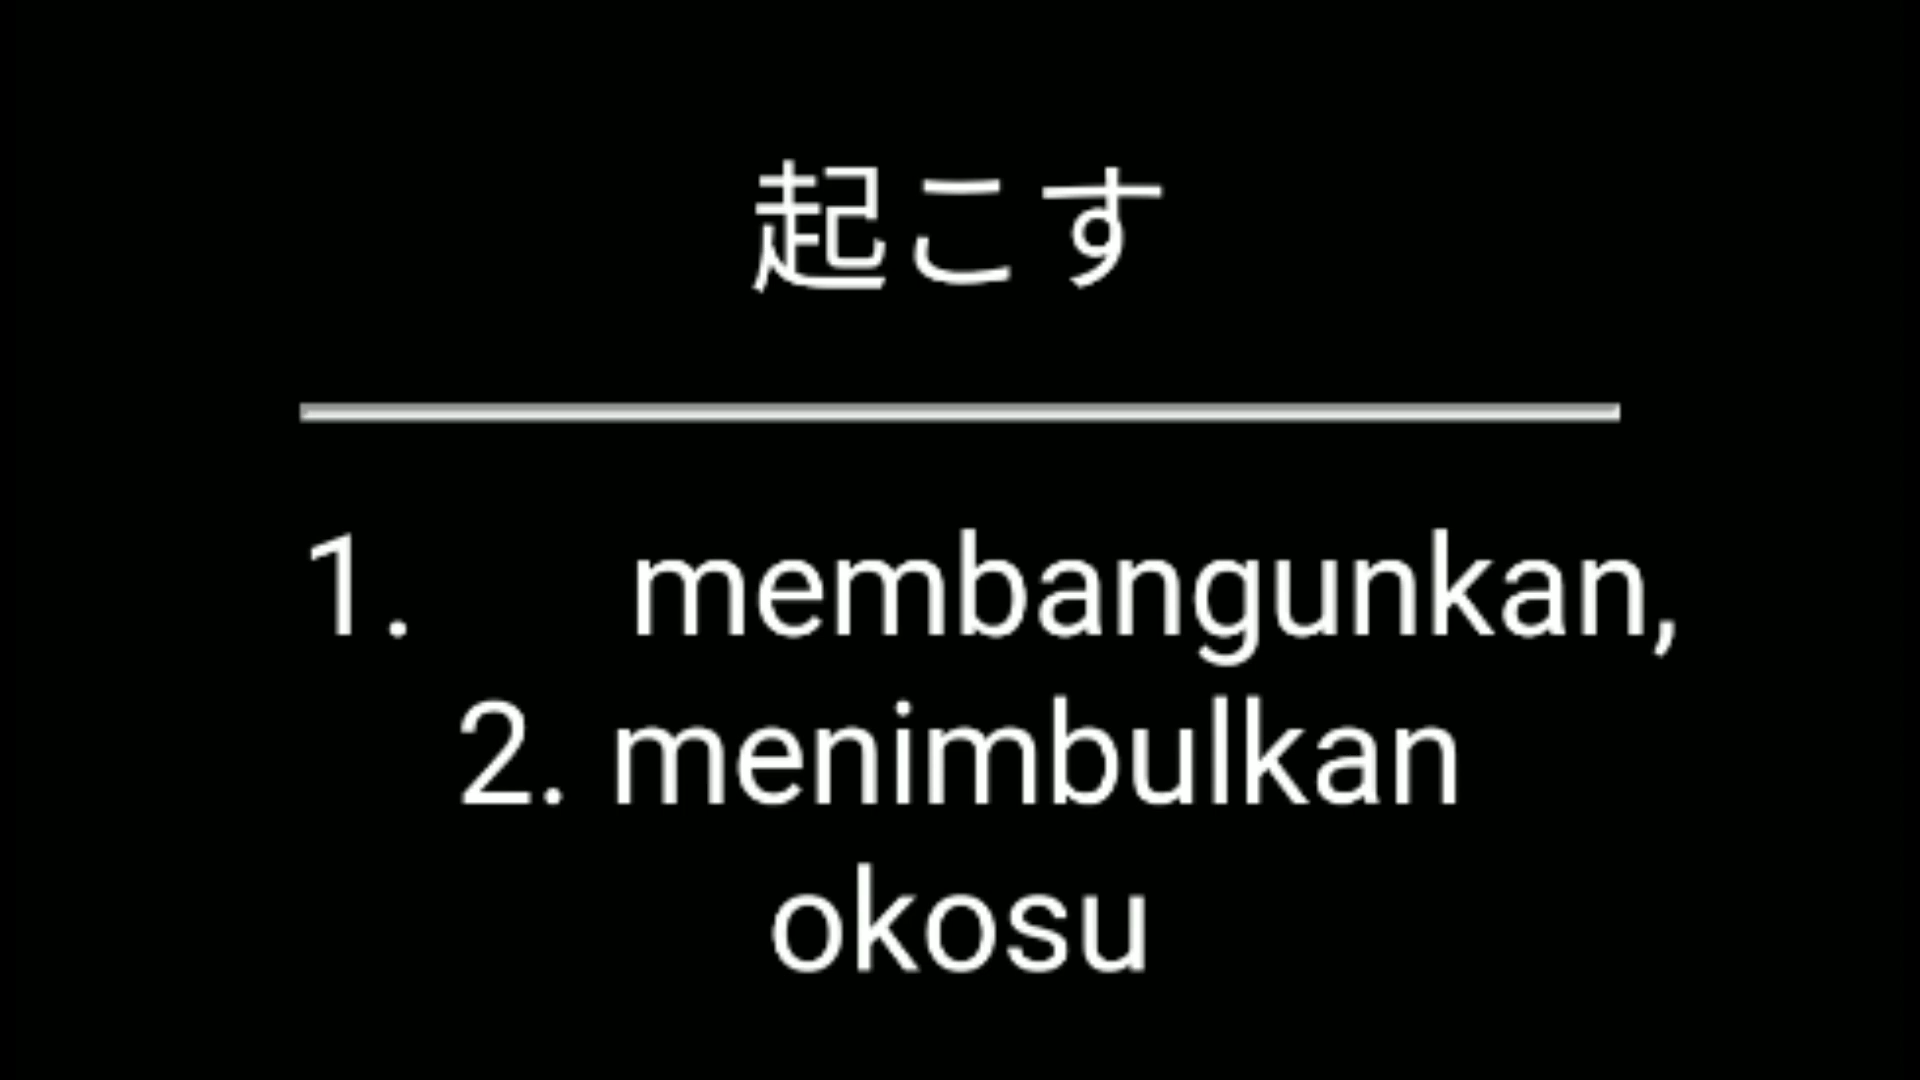 起こす
1. membangunkan,
2. menimbulkan
okosu